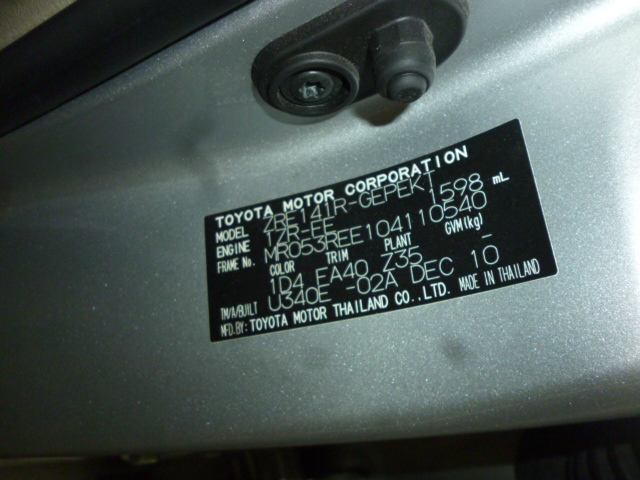 TOYOTA MOTOR CORPORATION
MODEL ZRE141R-GEPEKT
ENGINE 1ZR-FE 1598 mL
FRAME No. MR053REE104110540
COLOR TRIM PLANT GVM(kg)
1D4 FA40 Z35 -
TM/A/BUILT U340E -02A DEC 10 MADE IN THAILAND
MFD.BY: TOYOTA MOTOR THAILAND CO.,LTD.